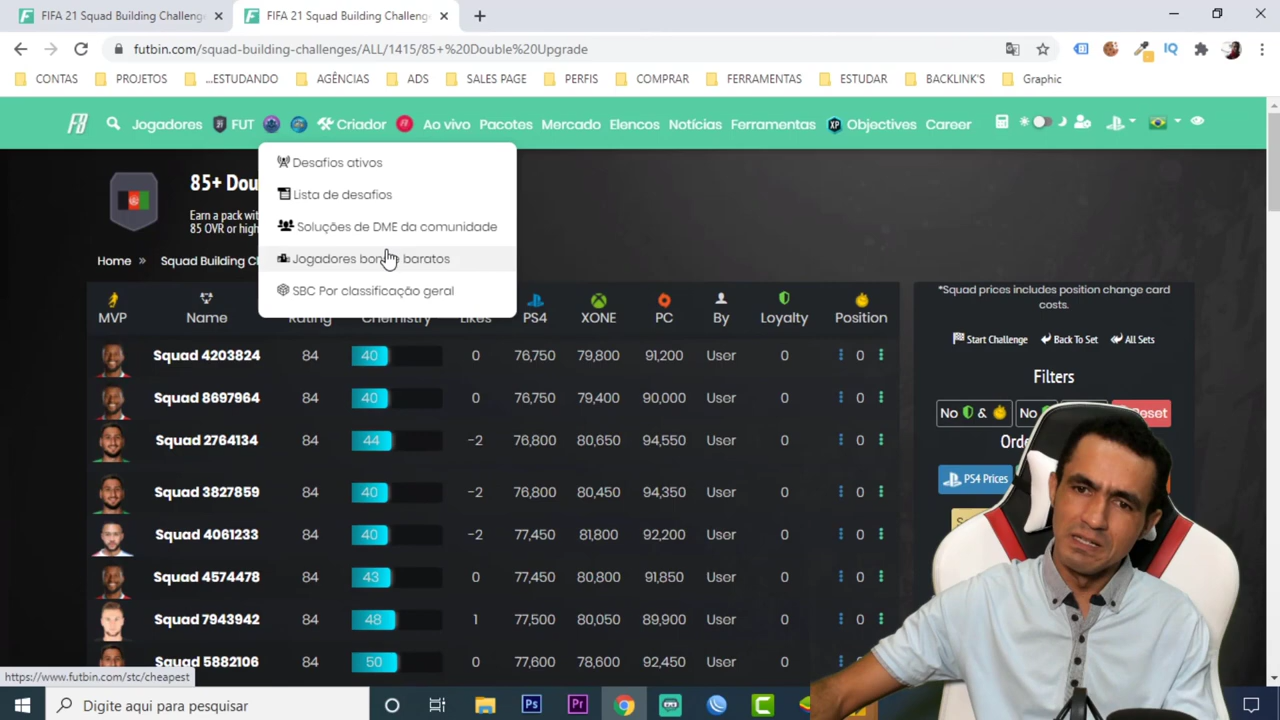 FIFA 21 Squad Building Challeng
FIFA 21 Squad Building Challeng
futbin.com/squad-building-challenges/ALL/1415/85+%20Double%20Upgrade
CONTAS PROJETOS ...ESTUDANDO AGÊNCIAS ADS SALES PAGE PERFIS COMPRAR FERRAMENTAS ESTUDAR BACKLINK'S Graphic
Jogadores FUT Criador Ao vivo Pacotes Mercado Elencos Notícias Ferramentas XP Objectives Career
Desafios ativos
Lista de desafios
Soluções de DME da comunidade
Jogadores baratos
SBC Por classificação geral
85+ Dou
Earn a pack wit
85 OVR or high
Home » Squad Building C
MVP Name Rating Chemistry Likes PS4 XONE PC By Loyalty Position
Squad 4203824 84 40 0 76,750 79,800 91,200 User 0 0
Squad 8697964 84 40 0 76,750 79,400 90,000 User 0 0
Squad 2764134 84 44 -2 76,800 80,650 94,550 User 0 0
Squad 3827859 84 40 -2 76,800 80,450 94,350 User 0 0
Squad 4061233 84 40 -2 77,450 81,800 92,200 User 0 0
Squad 4574478 84 43 0 77,450 80,800 91,850 User 0 0
Squad 7943942 84 48 1 77,500 80,050 89,900 User 0 0
Squad 5882106 84 50 0 77,600 78,600 92,450 User 0 0
*Squad prices includes position change card
costs.
Start Challenge Back To Set All Sets
Filters
No & No Reset
Orde
PS4 Prices
https://www.futbin.com/stc/cheapest
Digite aqui para pesquisar
Ps Pr